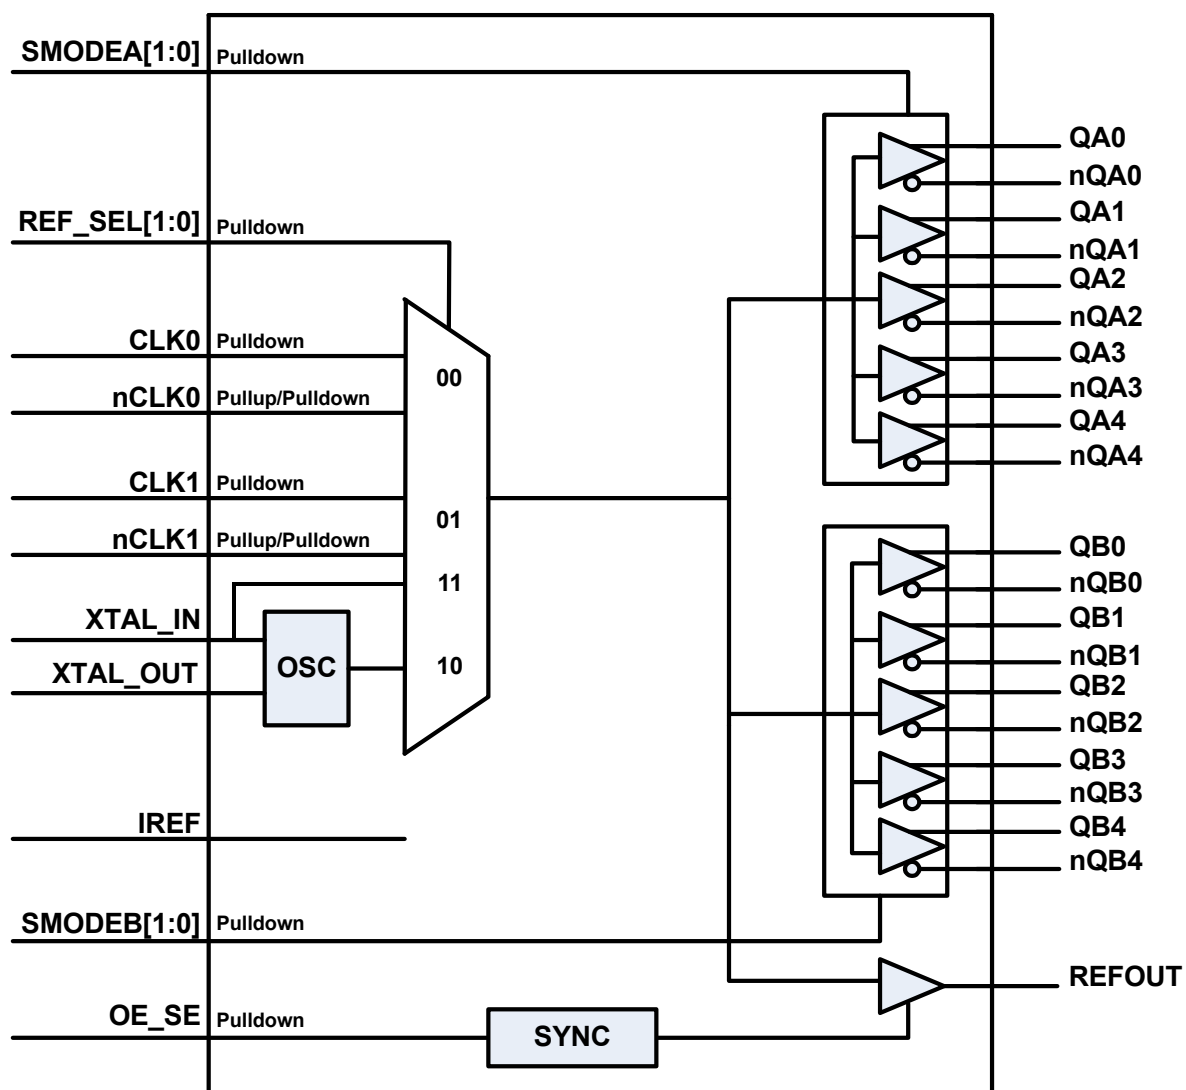 SMODEA[1:0] Pulldown
QA0
nQA0
REF_SEL[1:0] Pulldown
QA1
nQA1
QA2
nQA2
CLK0 Pulldown
QA3
00
nCLK0 Pullup/Pulldown
nQA3
QA4
nQA4
CLK1 Pulldown
01
nCLK1 Pullup/Pulldown
QB0
11
nQB0
XTAL_IN
QB1
nQB1
XTAL_OUT
OSC
10
QB2
nQB2
QB3
nQB3
IREF
QB4
nQB4
SMODEB[1:0] Pulldown
REFOUT
OE_SE Pulldown
SYNC